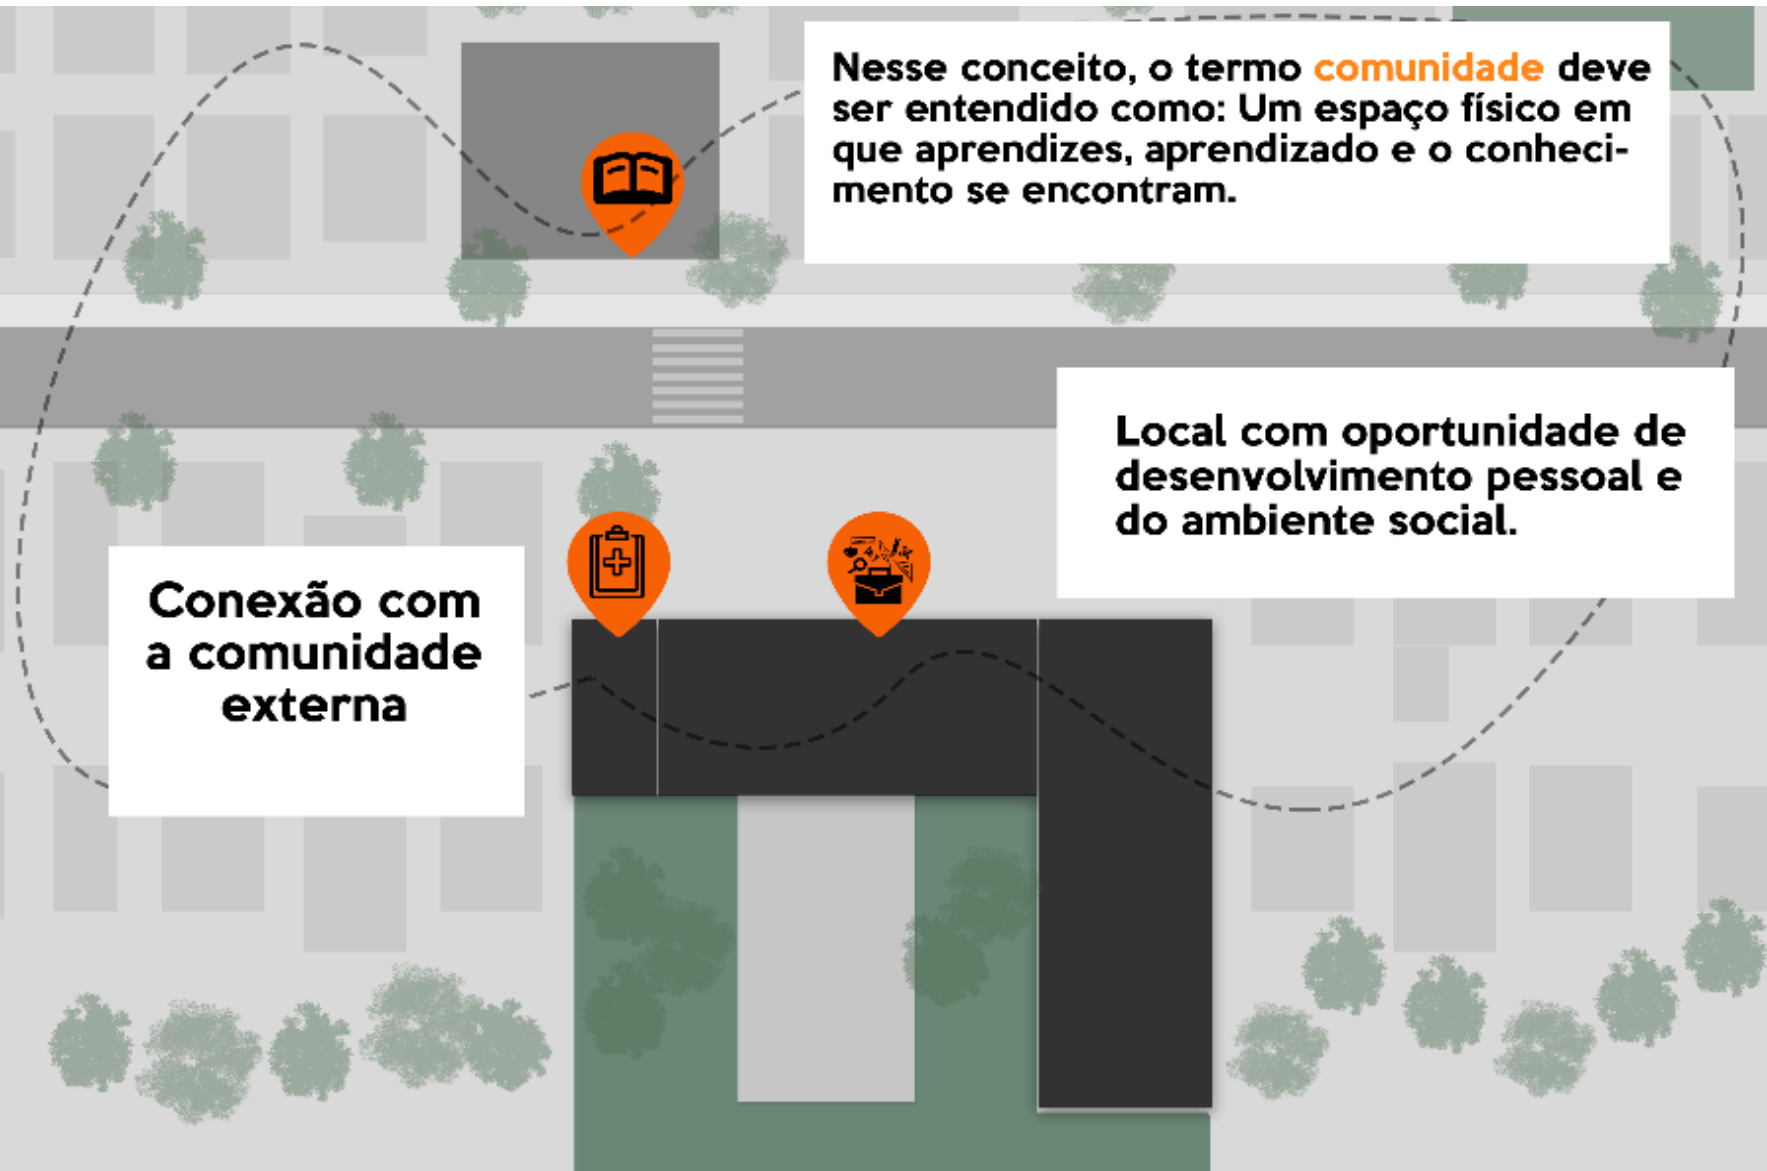 Nesse conceito, o termo comunidade deve
ser entendido como: Um espaço físico em
que aprendizes, aprendizado e o conheci-
mento se encontram.
Local com oportunidade de
desenvolvimento pessoal e
do ambiente social.
Conexão com
a comunidade
externa